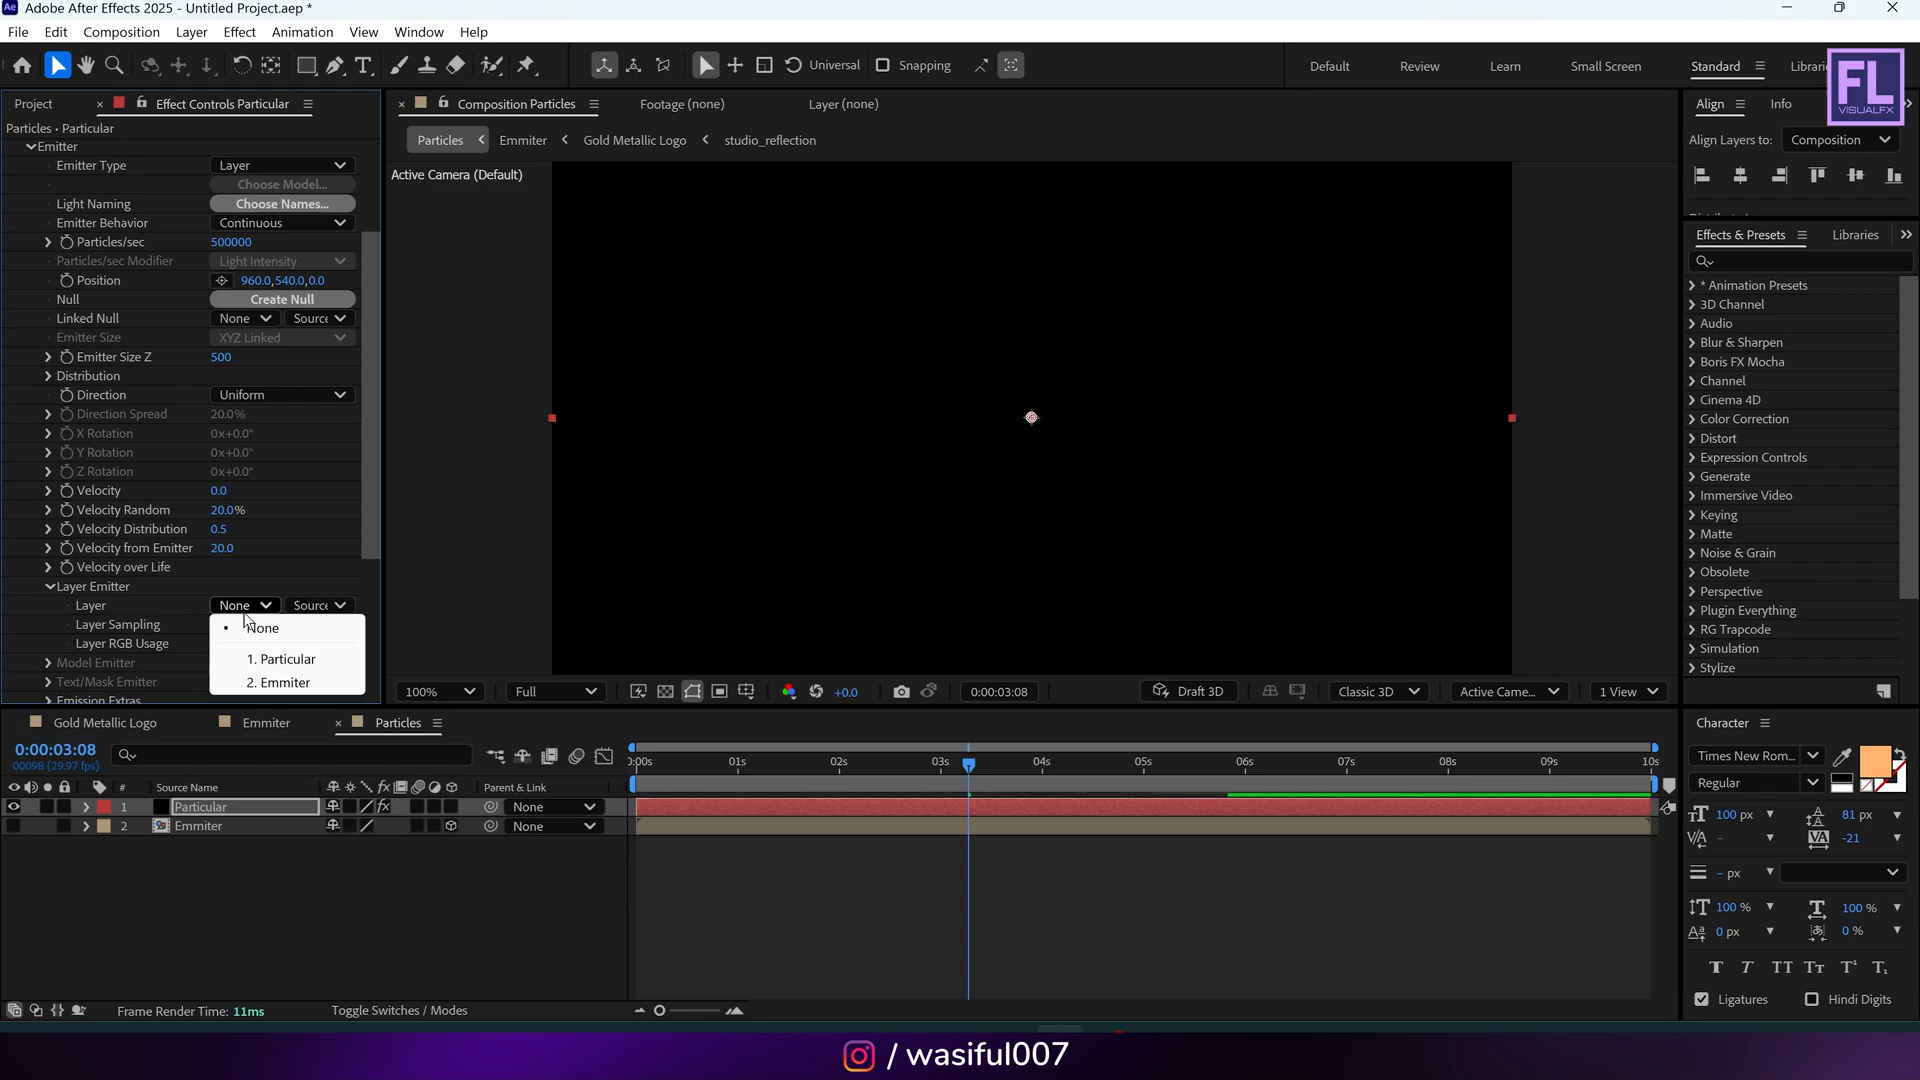 Adobe After Effects 2025 - Untitled Project.aep *
File Edit Composition Layer Effect Animation View Window Help
Universal Snapping
Default Review Learn Small Screen Standard Librari
FL
VISUALFX
Project Effect Controls Particular
Composition Particles Footage (none) Layer (none)
Align Info
Particles • Particular
Particles Emmiter Gold Metallic Logo studio_reflection
Align Layers to: Composition
Active Camera (Default)
Emitter
Emitter Type Layer
Choose Model...
Light Naming Choose Names...
Emitter Behavior Continuous
Particles/sec 500000
Particles/sec Modifier Light Intensity
Position 960.0,540.0,0.0
Null Create Null
Linked Null None Source
Emitter Size XYZ Linked
Emitter Size Z 500
Distribution
Direction Uniform
Direction Spread 20.0%
X Rotation 0x+0.0°
Y Rotation 0x+0.0°
Z Rotation 0x+0.0°
Velocity 0.0
Velocity Random 20.0%
Velocity Distribution 0.5
Velocity from Emitter 20.0
Velocity over Life
Layer Emitter
Layer None Source
Layer Sampling
Layer RGB Usage
Model Emitter
Text/Mask Emitter
Emission Extras
None
1. Particular
2. Emmiter
Effects & Presets Libraries
* Animation Presets
3D Channel
Audio
Blur & Sharpen
Boris FX Mocha
Channel
Cinema 4D
Color Correction
Distort
Expression Controls
Generate
Immersive Video
Keying
Matte
Noise & Grain
Obsolete
Perspective
Plugin Everything
RG Trapcode
Simulation
Stylize
100% Full +0.0 0:00:03:08 Draft 3D Classic 3D Active Came... 1 View
Gold Metallic Logo Emmiter Particles
0:00:03:08
00098 (29.97 fps)
0:00s 01s 02s 03s 04s 05s 06s 07s 08s 09s 10s
# Source Name Parent & Link
1 Particular None
2 Emmiter None
Frame Render Time: 11ms
Toggle Switches / Modes
Character
Times New Rom...
Regular
100 px 81 px
-21
- px
100 % 100 %
0 px 0 %
Ligatures Hindi Digits
/ wasiful007